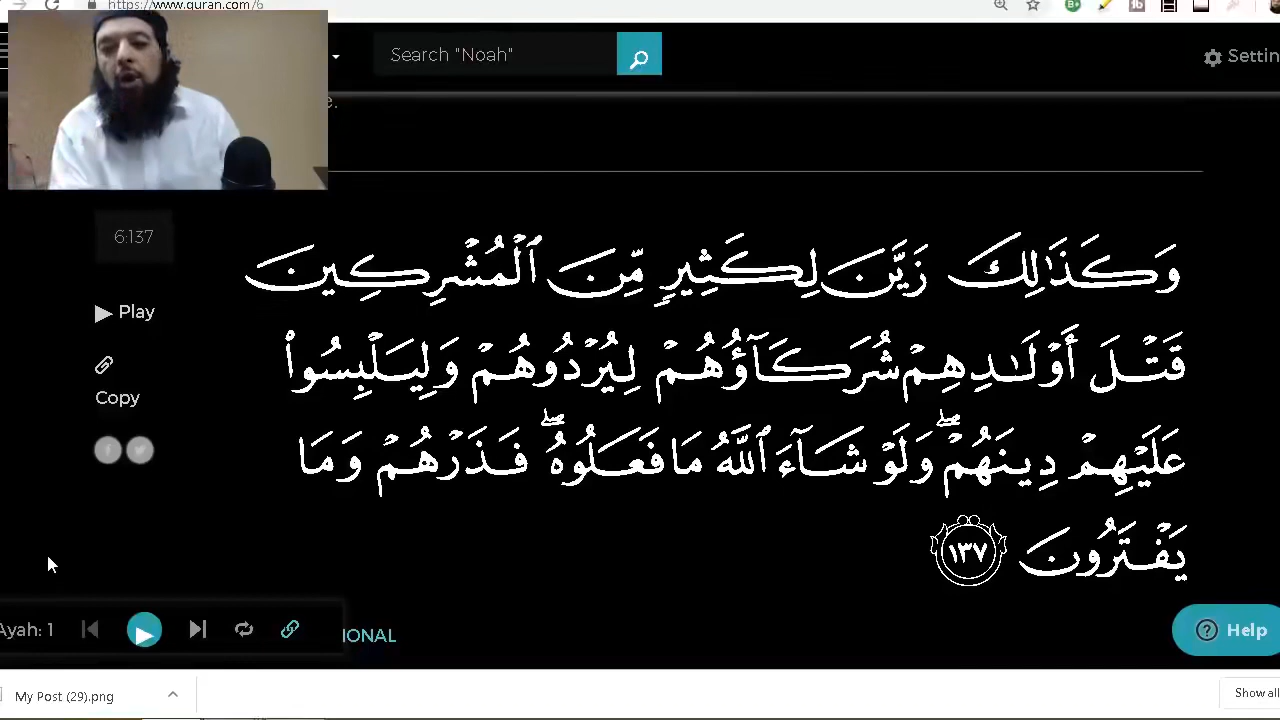 https://www.quran.com/6
Search "Noah"
Settin
e.
6:137
وَكَذَٰلِكَ زَيَّنَ لِكَثِيرٍ مِّنَ ٱلْمُشْرِكِينَ
Play
قَتْلَ أَوْلَـٰدِهِمْ شُرَكَآؤُهُمْ لِيُرْدُوهُمْ وَلِيَلْبِسُوا۟
Copy
عَلَيْهِمْ دِينَهُمْ ۖ وَلَوْ شَآءَ ٱللَّهُ مَا فَعَلُوهُ ۖ فَذَرْهُمْ وَمَا
يَفْتَرُونَ ١٣٧
Ayah: 1
IONAL
Help
My Post (29).png
Show all